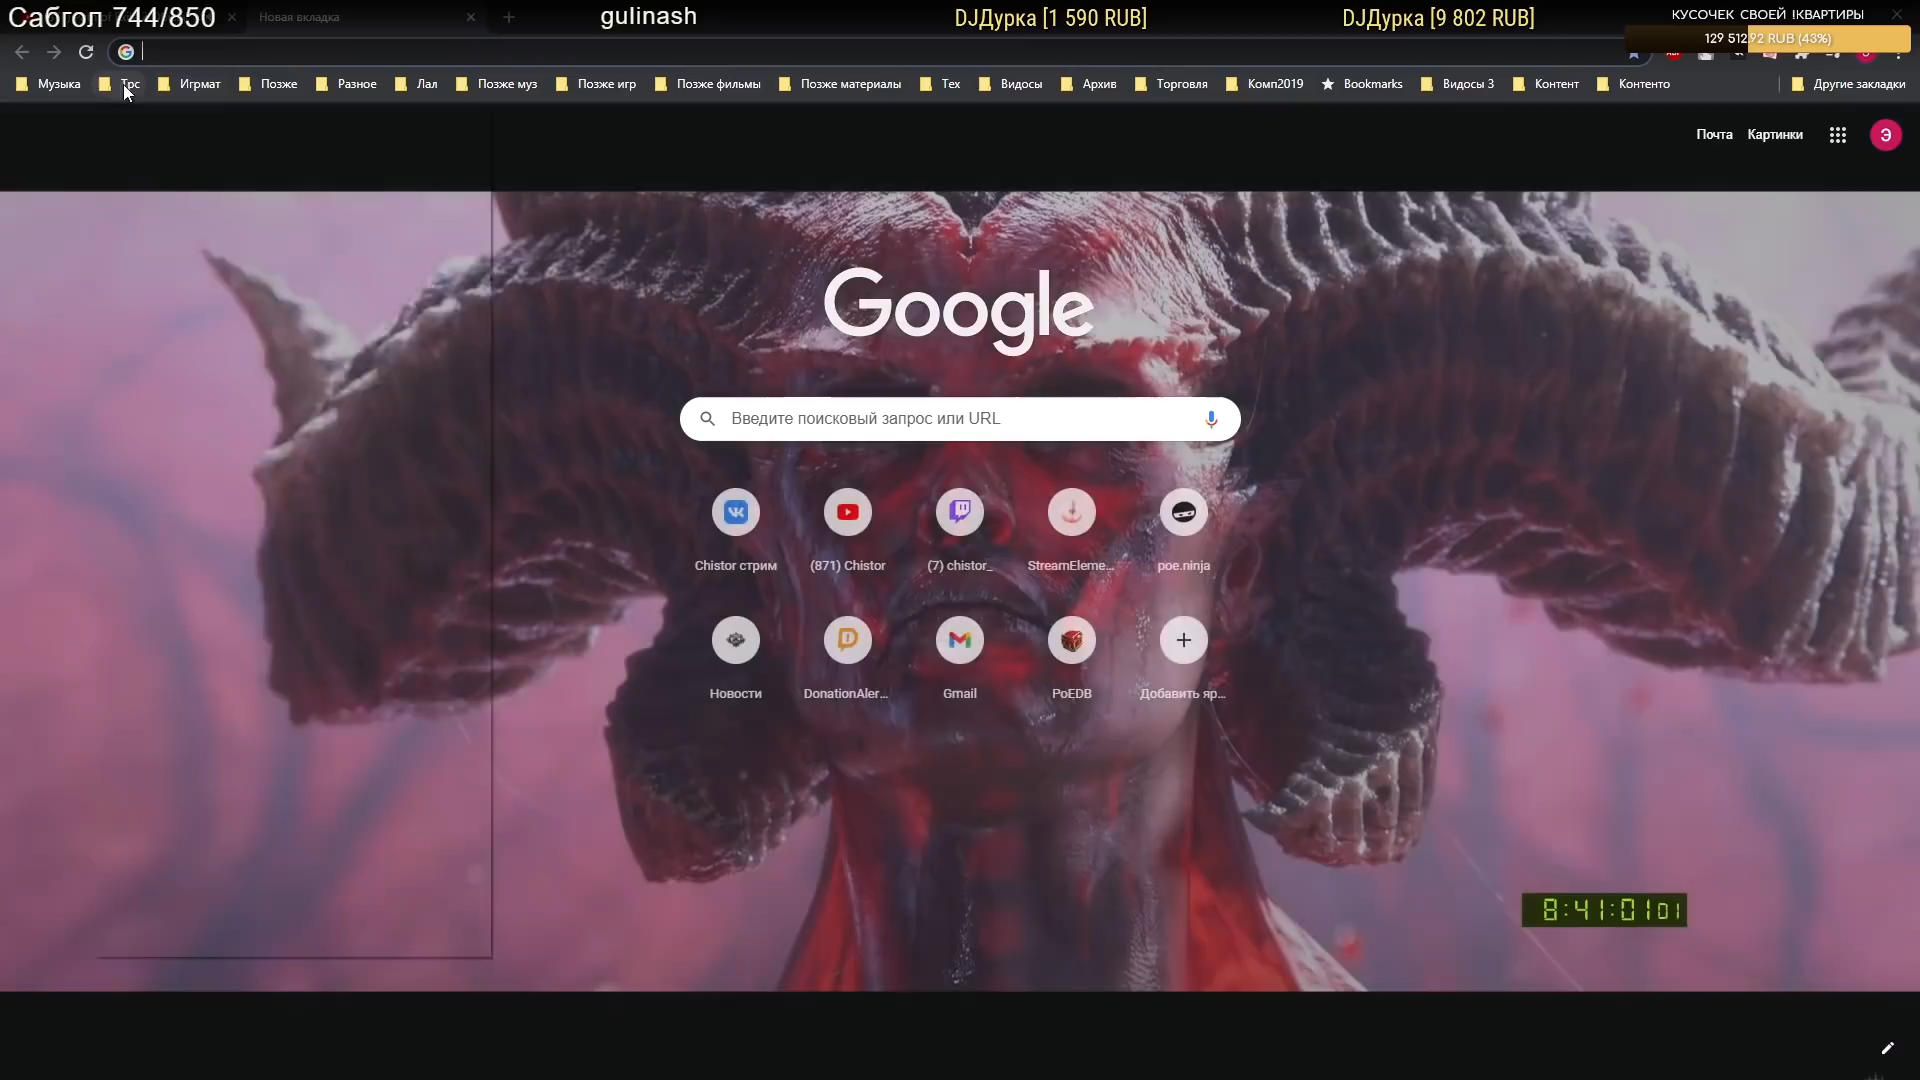 Сабгол 744/850
Новая вкладка
gulinash
DJДурка [1 590 RUB]
DJДурка [9 802 RUB]
КУСОЧЕК СВОЕЙ !КВАРТИРЫ
129 512.92 RUB (43%)
Музыка
Трс
Игрмат
Позже
Разное
Лал
Позже муз
Позже игр
Позже фильмы
Позже материалы
Тех
Видосы
Архив
Торговля
Комп2019
Bookmarks
Видосы 3
Контент
Контенто
Другие закладки
Почта
Картинки
Э
Google
Введите поисковый запрос или URL
Chistor стрим
(871) Chistor
(7) chistor_
StreamEleme...
poe.ninja
Новости
DonationAler...
Gmail
PoEDB
Добавить яр...
8:41:01 01